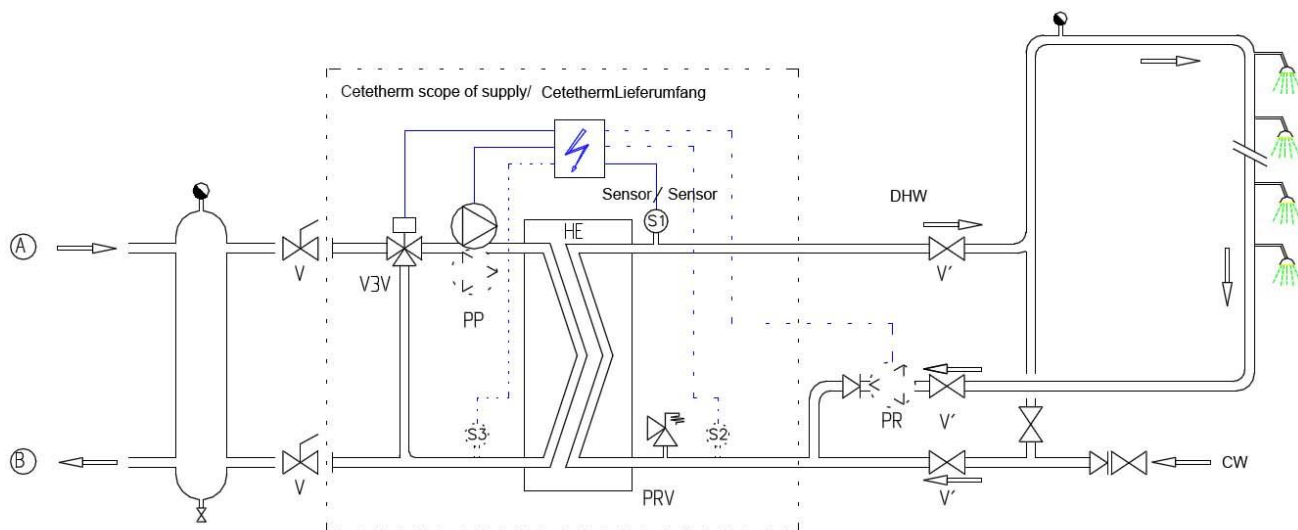 Cetetherm scope of supply/ CetethermLieferumfang
Sensor / Sensor
DHW
A
V
V3V
PP
HE
S1
V'
PR
V'
S3
S2
B
V
PRV
V'
CW